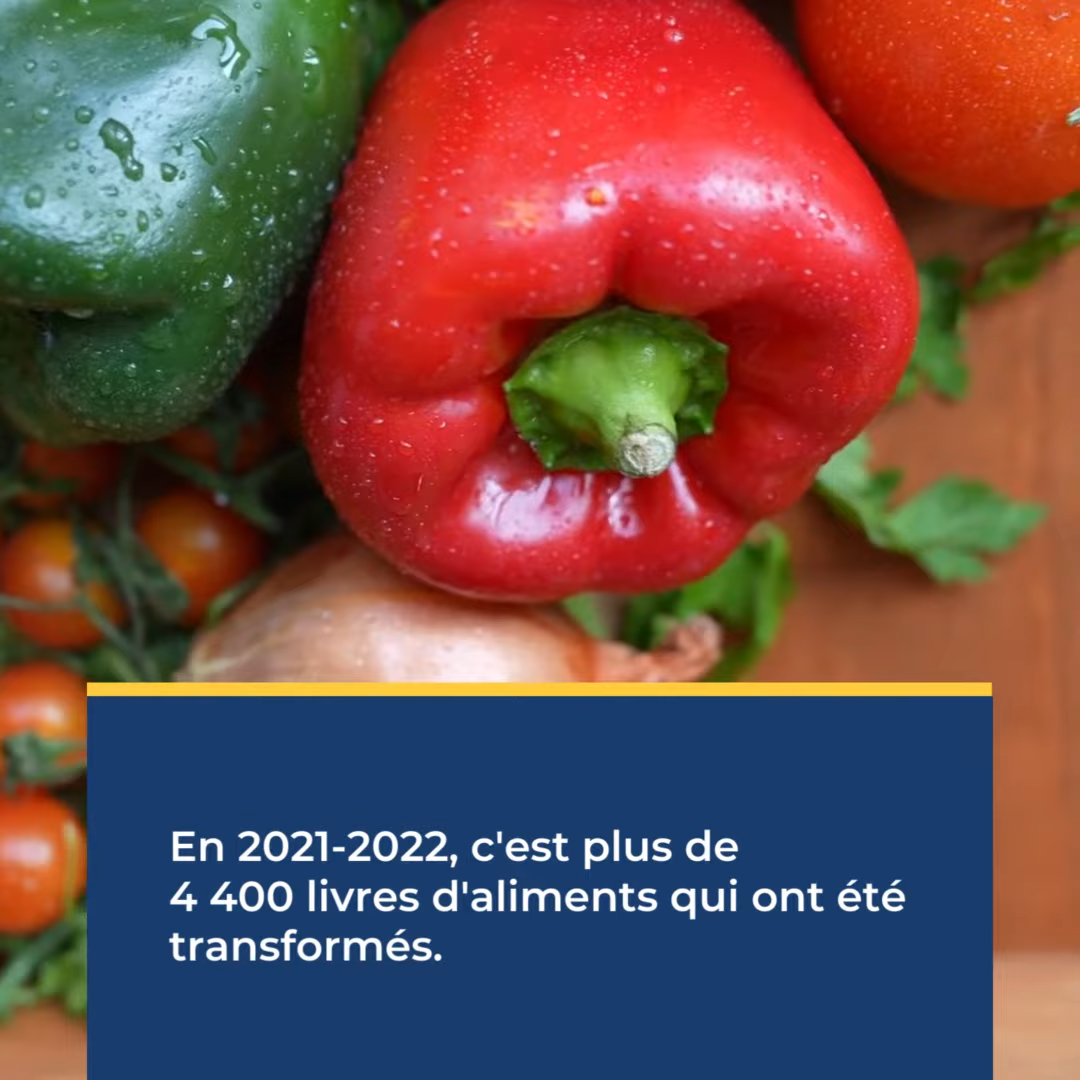 En 2021-2022, c'est plus de
4 400 livres d'aliments qui ont été
transformés.